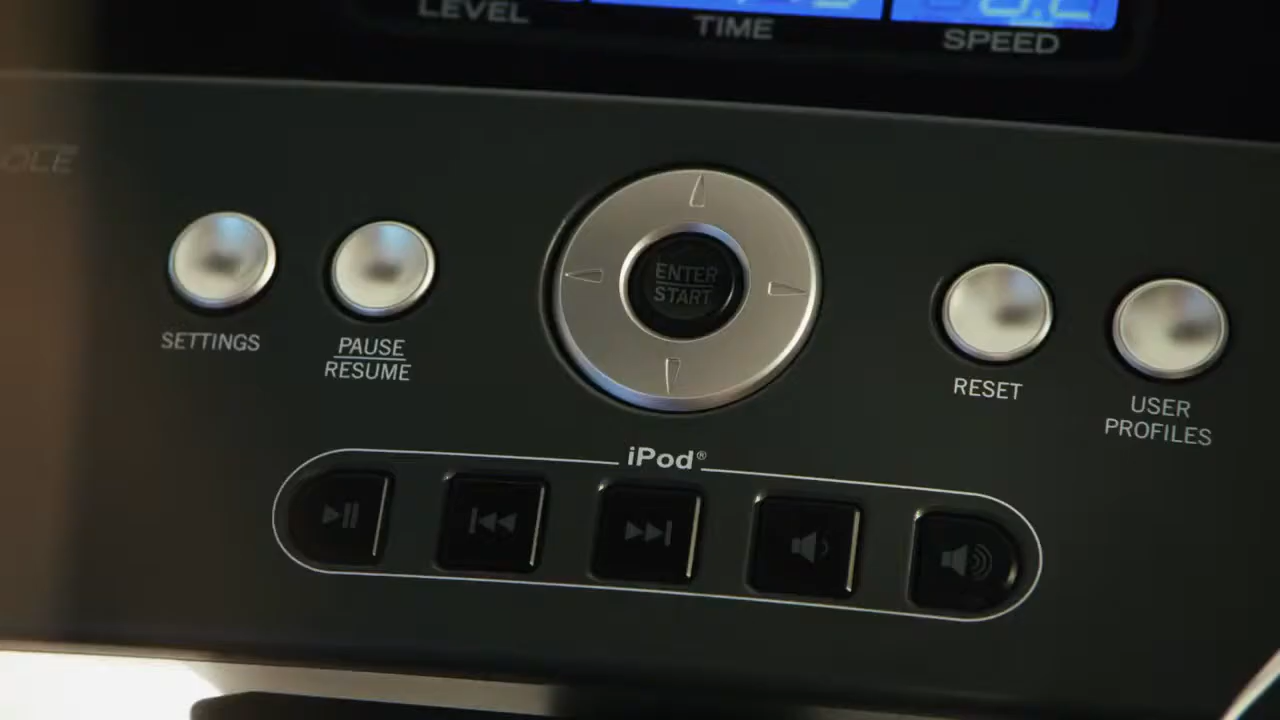 LEVEL
TIME
SPEED
SETTINGS
PAUSE
RESUME
ENTER
START
RESET
USER
PROFILES
iPod®